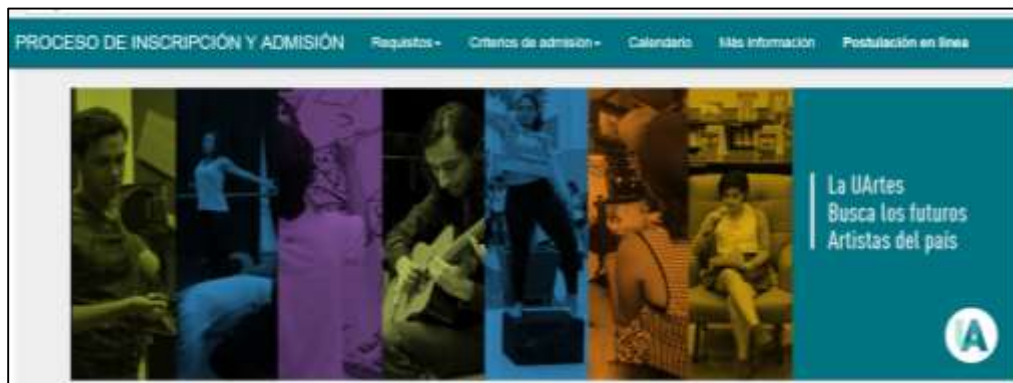 PROCESO DE INSCRIPCIÓN Y ADMISIÓN Requisitos Criterios de admisión Calendario Más Información Postulación en línea
La UArtes
Busca los futuros
Artistas del país
A